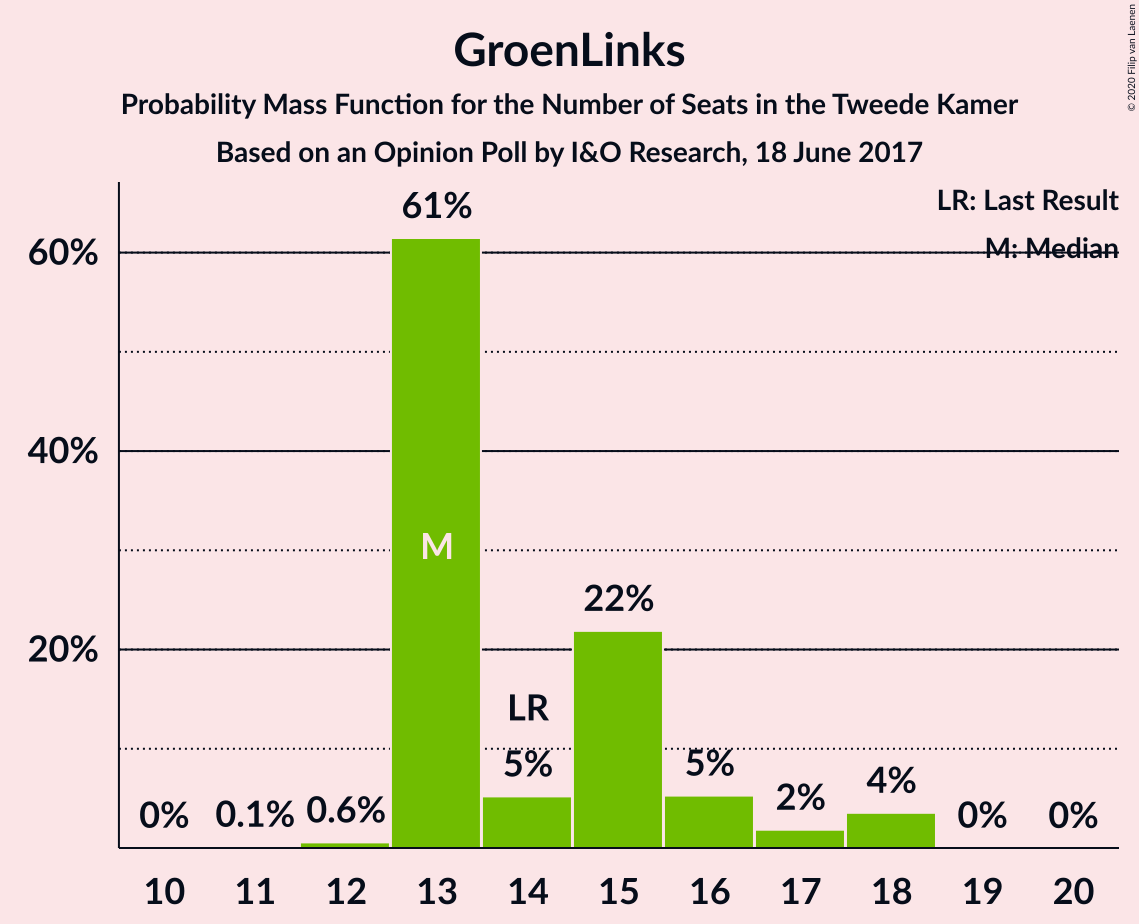 GroenLinks
Probability Mass Function for the Number of Seats in the Tweede Kamer
Based on an Opinion Poll by I&O Research, 18 June 2017
© 2020 Filip van Laenen
LR: Last Result
M: Median
60%
40%
20%
61%
M
22%
LR
5%
5%
2%
4%
0%
0.1%
0.6%
0%
0%
10 11 12 13 14 15 16 17 18 19 20